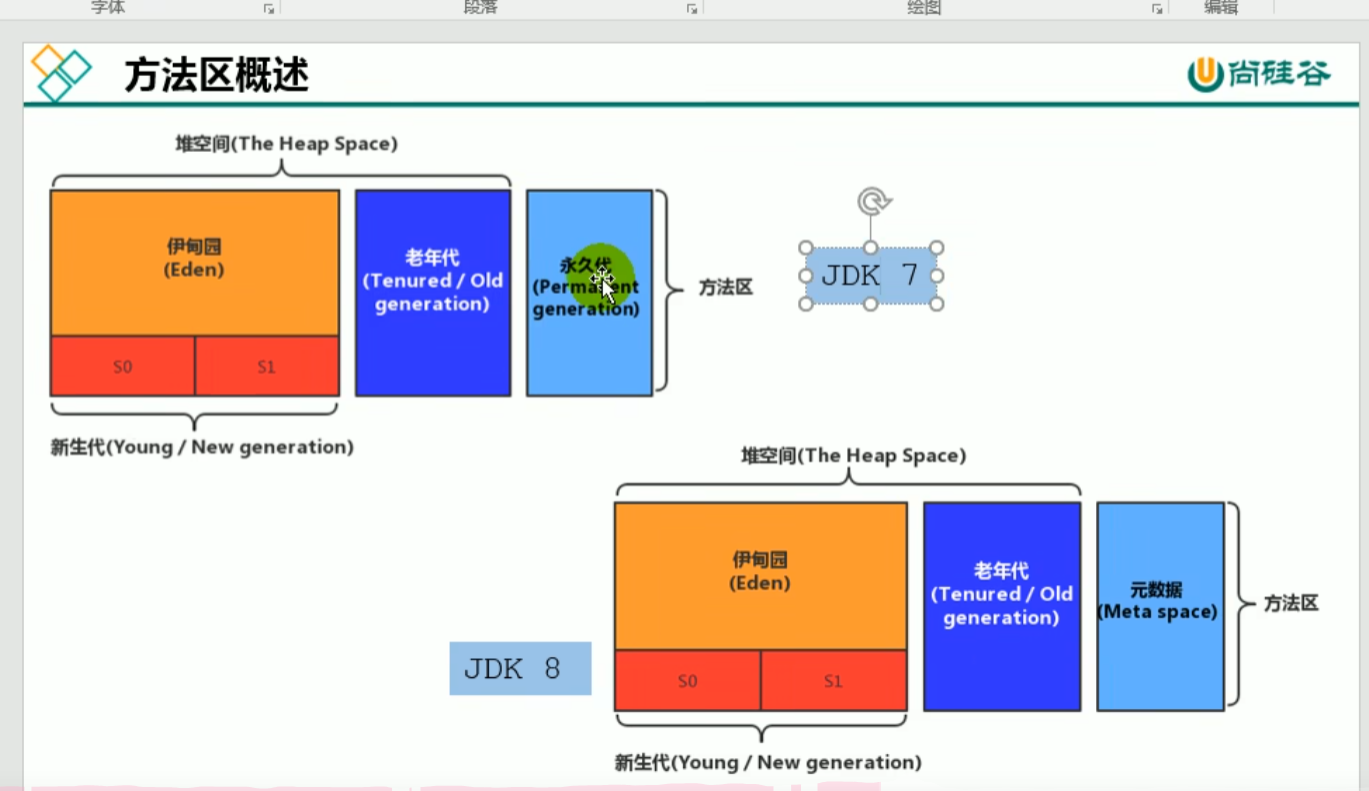 字体
段落
绘图
编辑
方法区概述
尚硅谷
堆空间(The Heap Space)
伊甸园
(Eden)
S0
S1
老年代
(Tenured / Old
generation)
永久代
(Permanent
generation)
方法区
JDK 7
新生代(Young / New generation)
堆空间(The Heap Space)
伊甸园
(Eden)
S0
S1
老年代
(Tenured / Old
generation)
元数据
(Meta space)
方法区
JDK 8
新生代(Young / New generation)